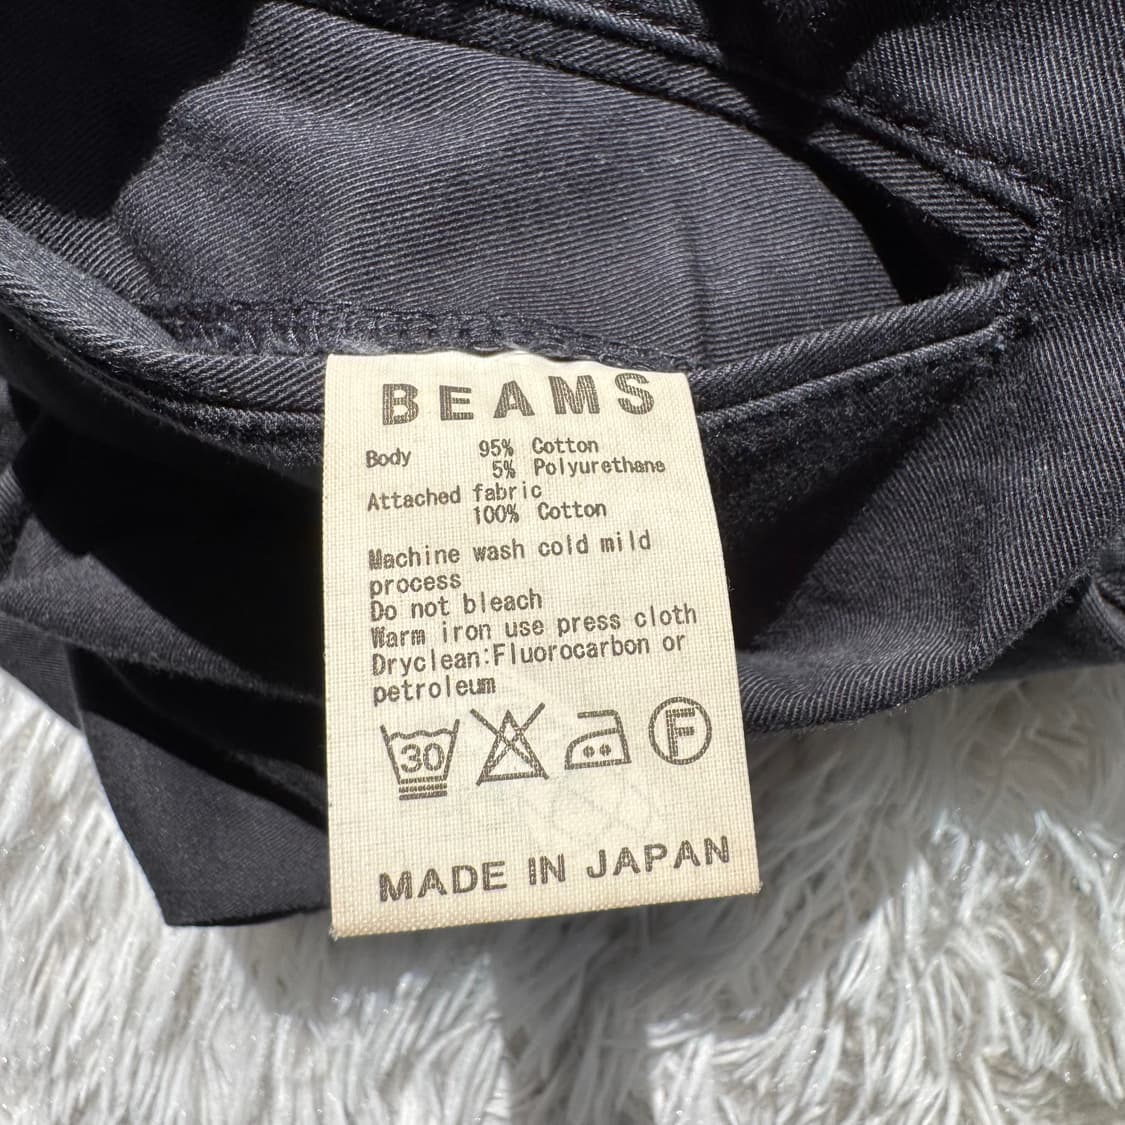 BEAMS
Body 95% Cotton
5% Polyurethane
Attached fabric
100% Cotton
Machine wash cold mild
process
Do not bleach
Warm iron use press cloth
Dryclean:Fluorocarbon or
petroleum
30 F
MADE IN JAPAN